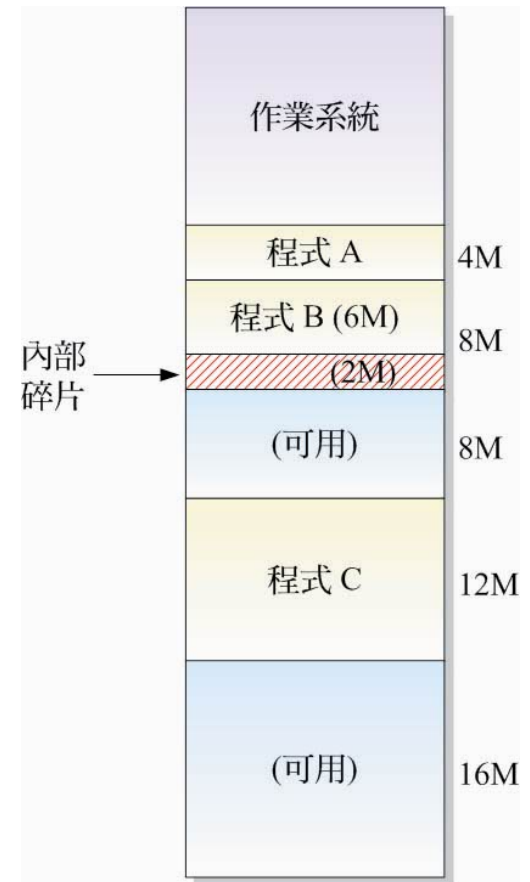 作業系統
程式 A
4M
程式 B (6M)
8M
內部
碎片
(2M)
(可用)
8M
程式 C
12M
(可用)
16M